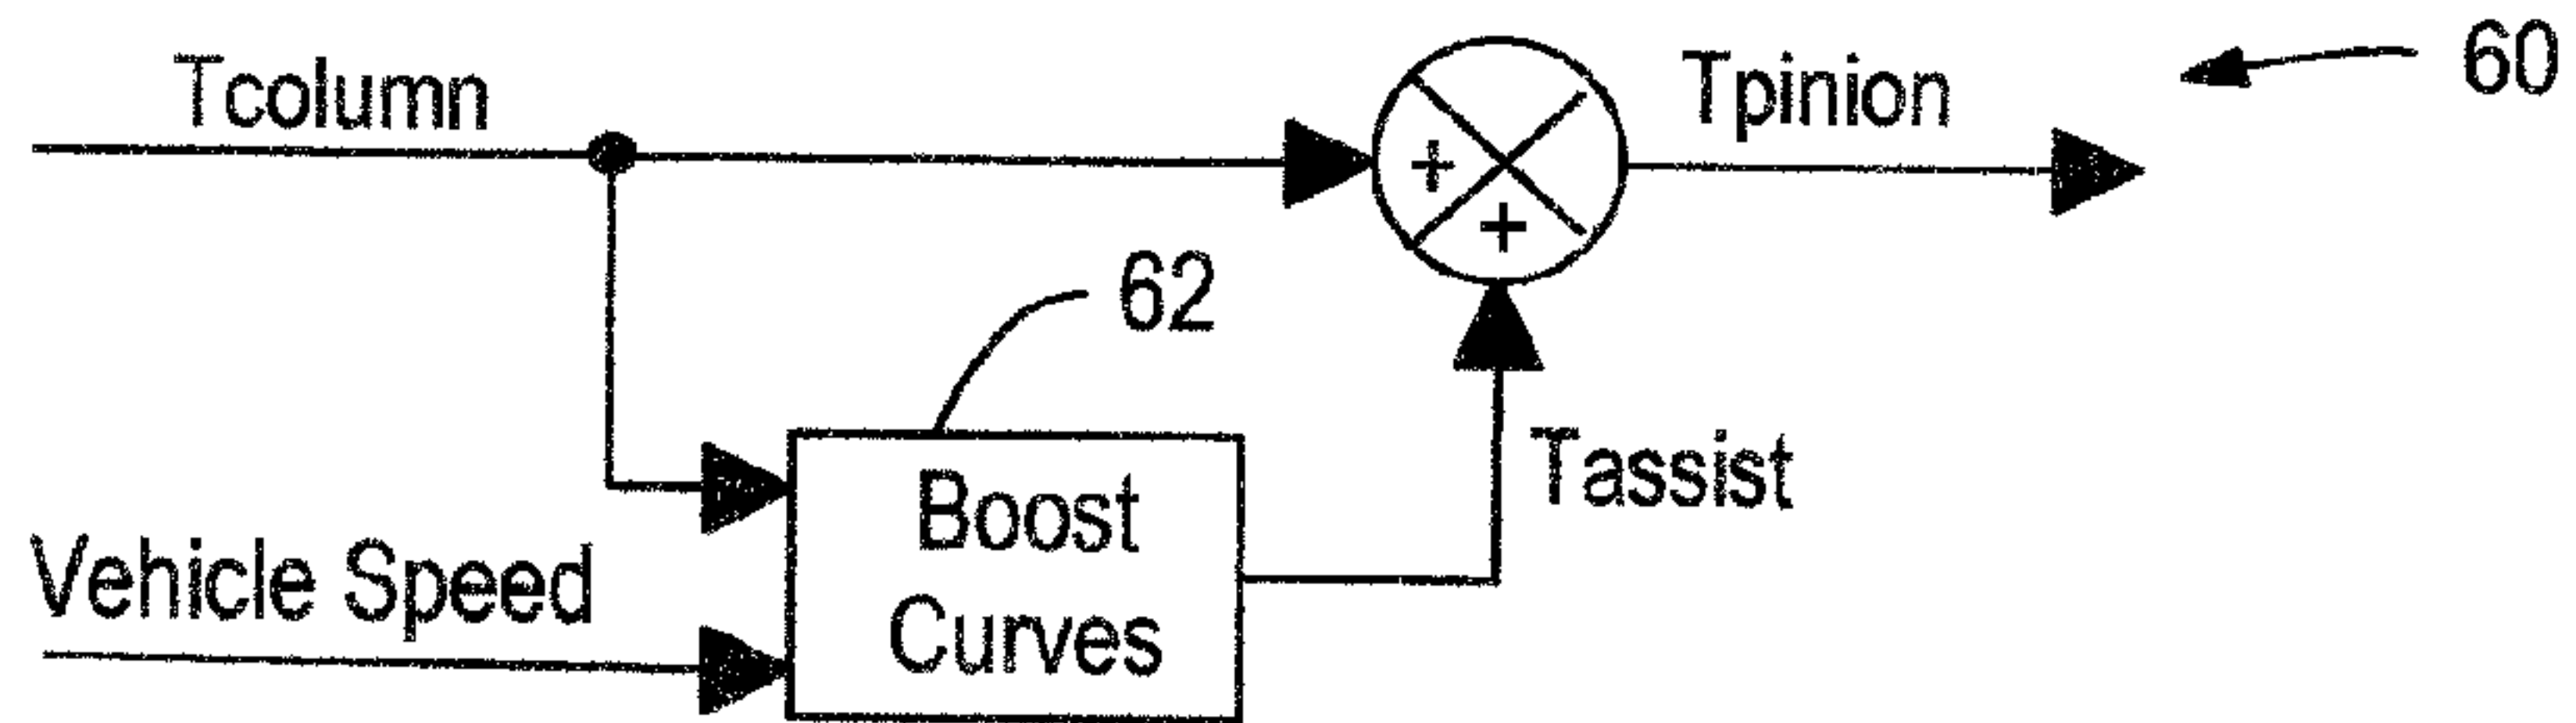 Tcolumn
Tpinion
60
+
+
62
Tassist
Boost
Curves
Vehicle Speed